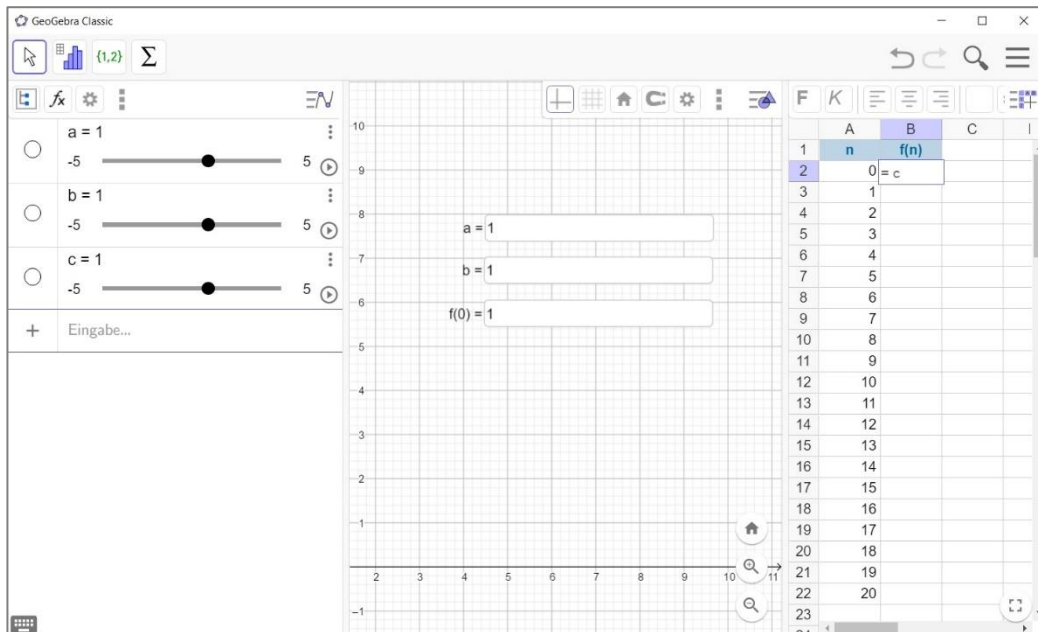 GeoGebra Classic
{1,2} Σ
fx
F K
a = 1
-5 5
b = 1
-5 5
c = 1
-5 5
+ Eingabe...
10
9
8
7
6
5
4
3
2
1
-1
2 3 4 5 6 7 8 9 10 11
a = 1
b = 1
f(0) = 1
A B C
1 n f(n)
2 0 = c
3 1
4 2
5 3
6 4
7 5
8 6
9 7
10 8
11 9
12 10
13 11
14 12
15 13
16 14
17 15
18 16
19 17
20 18
21 19
22 20
23